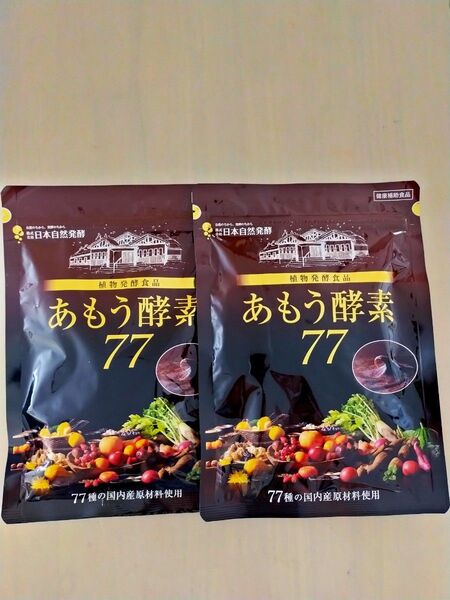 株式会社日本自然発酵
植物発酵食品
あもう酵素
77
77種の国内産原材料使用
健康補助食品
株式会社日本自然発酵
植物発酵食品
あもう酵素
77
77種の国内産原材料使用